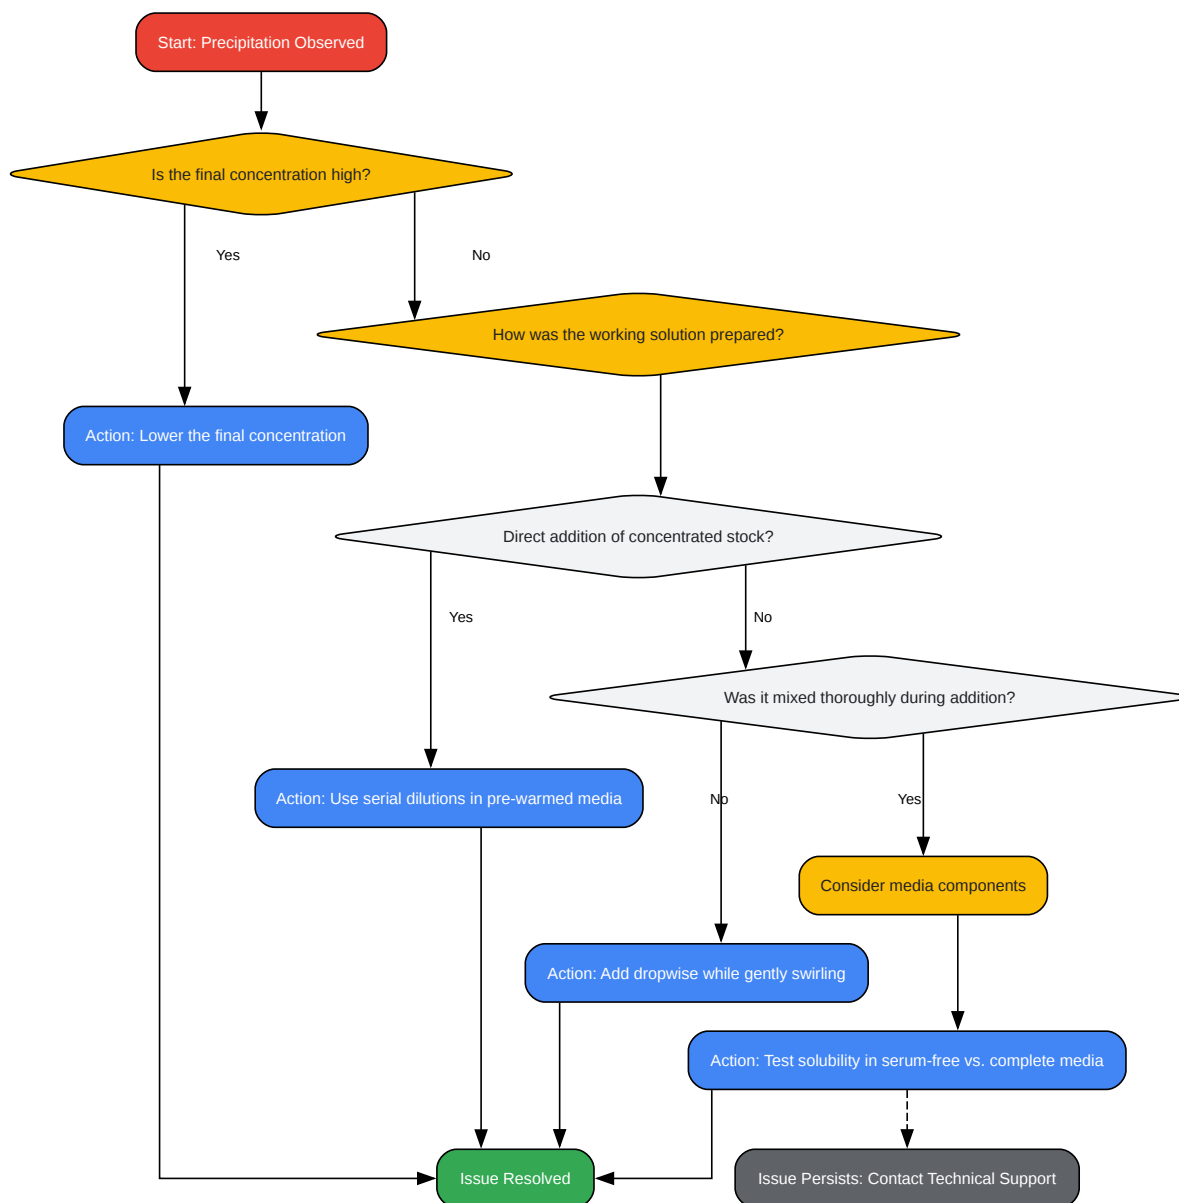 Start: Precipitation Observed
Is the final concentration high?
Yes
No
How was the working solution prepared?
Action: Lower the final concentration
Direct addition of concentrated stock?
Yes
No
Was it mixed thoroughly during addition?
Action: Use serial dilutions in pre-warmed media
No
Yes
Consider media components
Action: Add dropwise while gently swirling
Action: Test solubility in serum-free vs. complete media
Issue Resolved
Issue Persists: Contact Technical Support